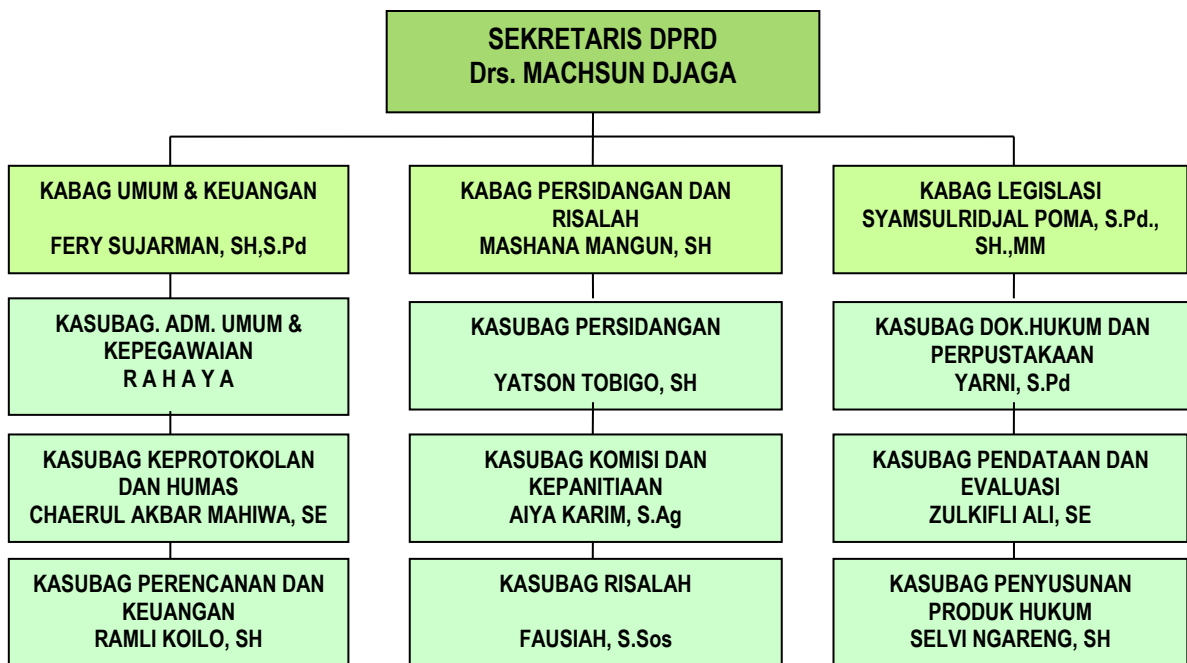 SEKRETARIS DPRD
Drs. MACHSUN DJAGA
KABAG UMUM & KEUANGAN
FERY SUJARMAN, SH,S.Pd
KABAG PERSIDANGAN DAN
RISALAH
MASHANA MANGUN, SH
KABAG LEGISLASI
SYAMSULRIDJAL POMA, S.Pd.,
SH.,MM
KASUBAG. ADM. UMUM &
KEPEGAWAIAN
R A H A Y A
KASUBAG PERSIDANGAN
YATSON TOBIGO, SH
KASUBAG DOK.HUKUM DAN
PERPUSTAKAAN
YARNI, S.Pd
KASUBAG KEPROTOKOLAN
DAN HUMAS
CHAERUL AKBAR MAHIWA, SE
KASUBAG KOMISI DAN
KEPANITIAAN
AIYA KARIM, S.Ag
KASUBAG PENDATAAN DAN
EVALUASI
ZULKIFLI ALI, SE
KASUBAG PERENCANAN DAN
KEUANGAN
RAMLI KOILO, SH
KASUBAG RISALAH
FAUSIAH, S.Sos
KASUBAG PENYUSUNAN
PRODUK HUKUM
SELVI NGARENG, SH